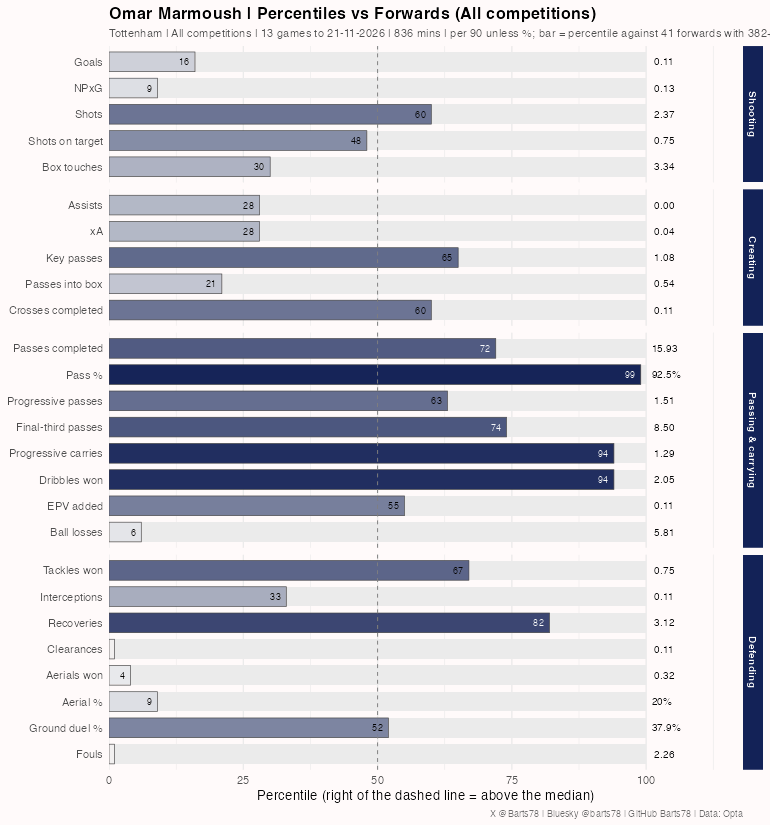 Omar Marmoush | Percentiles vs Forwards (All competitions)
Tottenham | All competitions | 13 games to 21-11-2026 | 836 mins | per 90 unless %; bar = percentile against 41 forwards with 382-
Goals 16 0.11
NPxG 9 0.13
Shots 60 2.37
Shots on target 48 0.75
Box touches 30 3.34
Shooting
Assists 28 0.00
xA 28 0.04
Key passes 65 1.08
Passes into box 21 0.54
Crosses completed 60 0.11
Creating
Passes completed 72 15.93
Pass % 99 92.5%
Progressive passes 63 1.51
Final-third passes 74 8.50
Progressive carries 94 1.29
Dribbles won 94 2.05
EPV added 55 0.11
Ball losses 6 5.81
Passing & carrying
Tackles won 67 0.75
Interceptions 33 0.11
Recoveries 82 3.12
Clearances 0.11
Aerials won 4 0.32
Aerial % 9 20%
Ground duel % 52 37.9%
Fouls 2.26
Defending
0 25 50 75 100
Percentile (right of the dashed line = above the median)
X @Barts78 | Bluesky @barts78 | GitHub Barts78 | Data: Opta